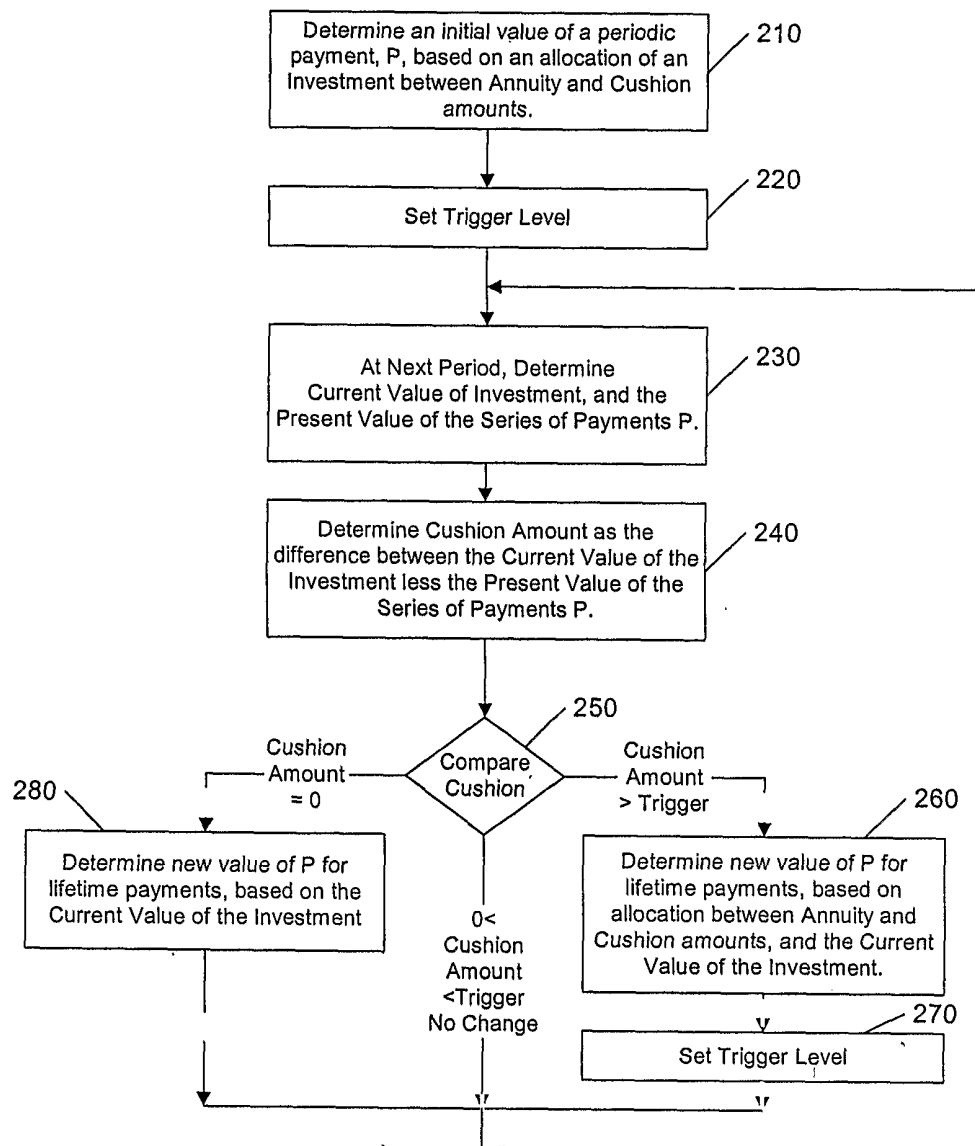 Determine an initial value of a periodic
payment, P, based on an allocation of an
Investment between Annuity and Cushion
amounts.
210
Set Trigger Level
220
At Next Period, Determine
Current Value of Investment, and the
Present Value of the Series of Payments P.
230
Determine Cushion Amount as the
difference between the Current Value of the
Investment less the Present Value of the
Series of Payments P.
240
Compare
Cushion
250
Cushion
Amount
= 0
Cushion
Amount
> Trigger
280
Determine new value of P for
lifetime payments, based on the
Current Value of the Investment
0<
Cushion
Amount
<Trigger
No Change
260
Determine new value of P for
lifetime payments, based on
allocation between Annuity and
Cushion amounts, and the Current
Value of the Investment.
270
Set Trigger Level